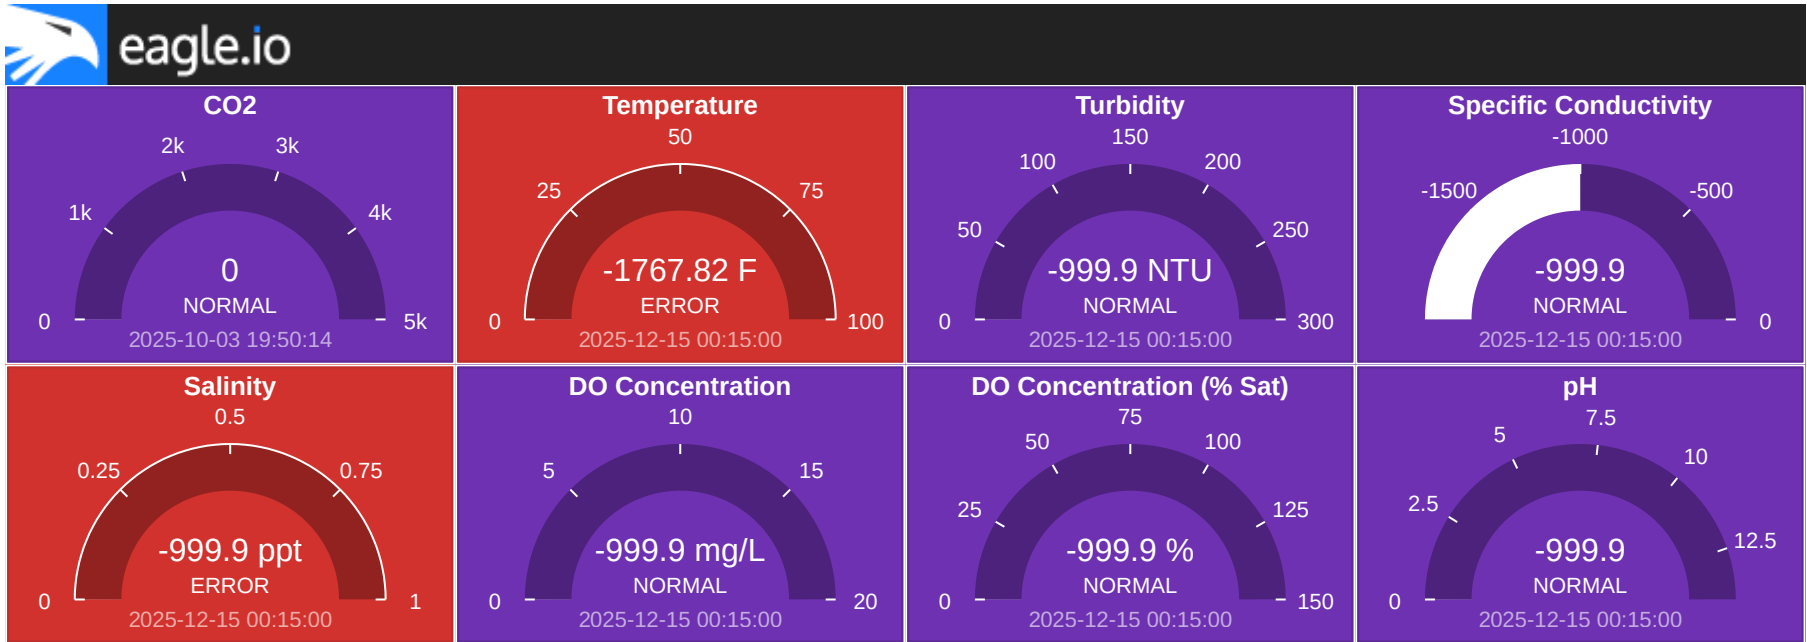 eagle.io
CO2
2k
3k
1k
4k
0
NORMAL
0
5k
2025-10-03 19:50:14
Temperature
50
25
75
-1767.82 F
ERROR
0
100
2025-12-15 00:15:00
Turbidity
150
100
200
50
250
-999.9 NTU
NORMAL
0
300
2025-12-15 00:15:00
Specific Conductivity
-1000
-1500
-500
-999.9
NORMAL
0
2025-12-15 00:15:00
Salinity
0.5
0.25
0.75
-999.9 ppt
ERROR
0
1
2025-12-15 00:15:00
DO Concentration
10
5
15
-999.9 mg/L
NORMAL
0
20
2025-12-15 00:15:00
DO Concentration (% Sat)
75
50
100
25
125
-999.9 %
NORMAL
0
150
2025-12-15 00:15:00
pH
7.5
5
10
2.5
12.5
-999.9
NORMAL
0
2025-12-15 00:15:00